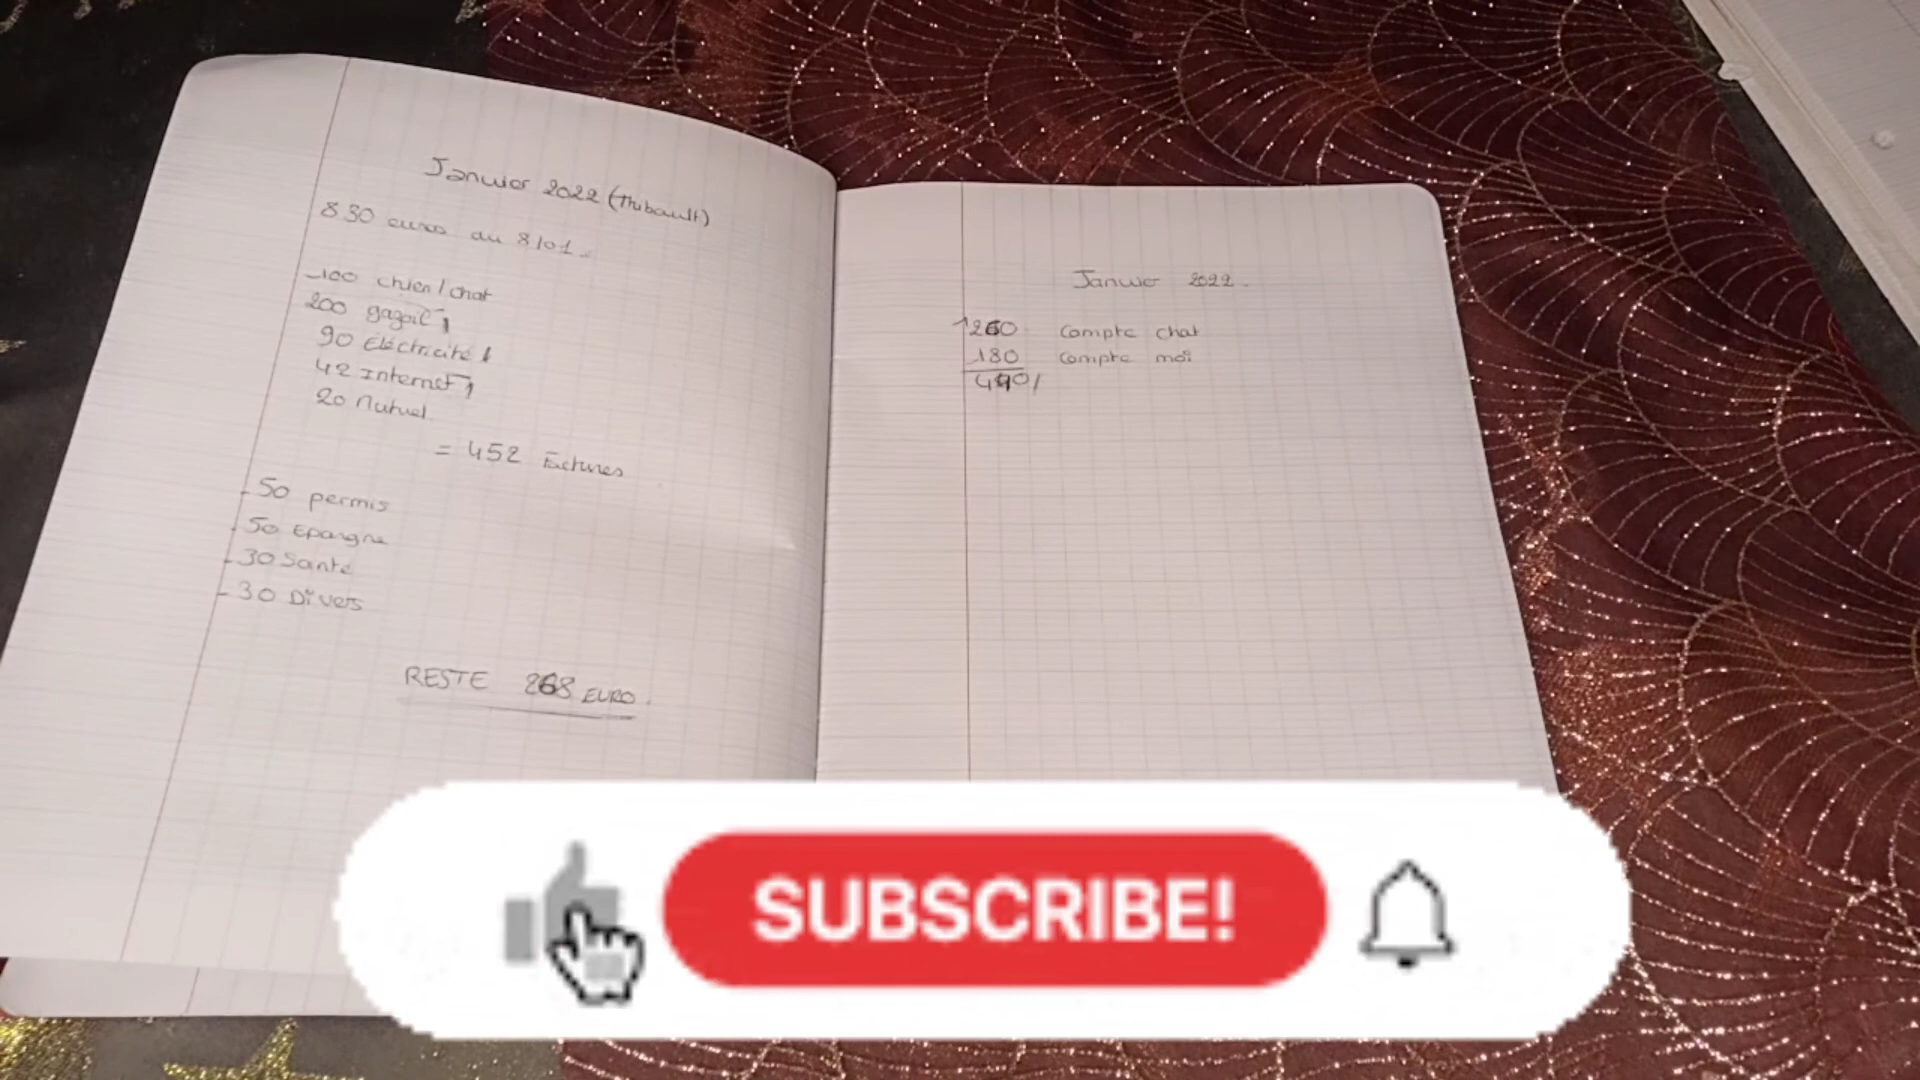 Janvier 2022 (Thibault)
830 euros au 8/01.
-100 chien/chat
200 gazoil
90 Electricité
42 Internet
20 Mutuel
= 452 Factures
- 50 permis
- 50 Epargne
- 30 Santé
- 30 Divers
RESTE 268 EURO
Janvier 2022.
260 Compte chat
180 Compte moi
440
SUBSCRIBE!